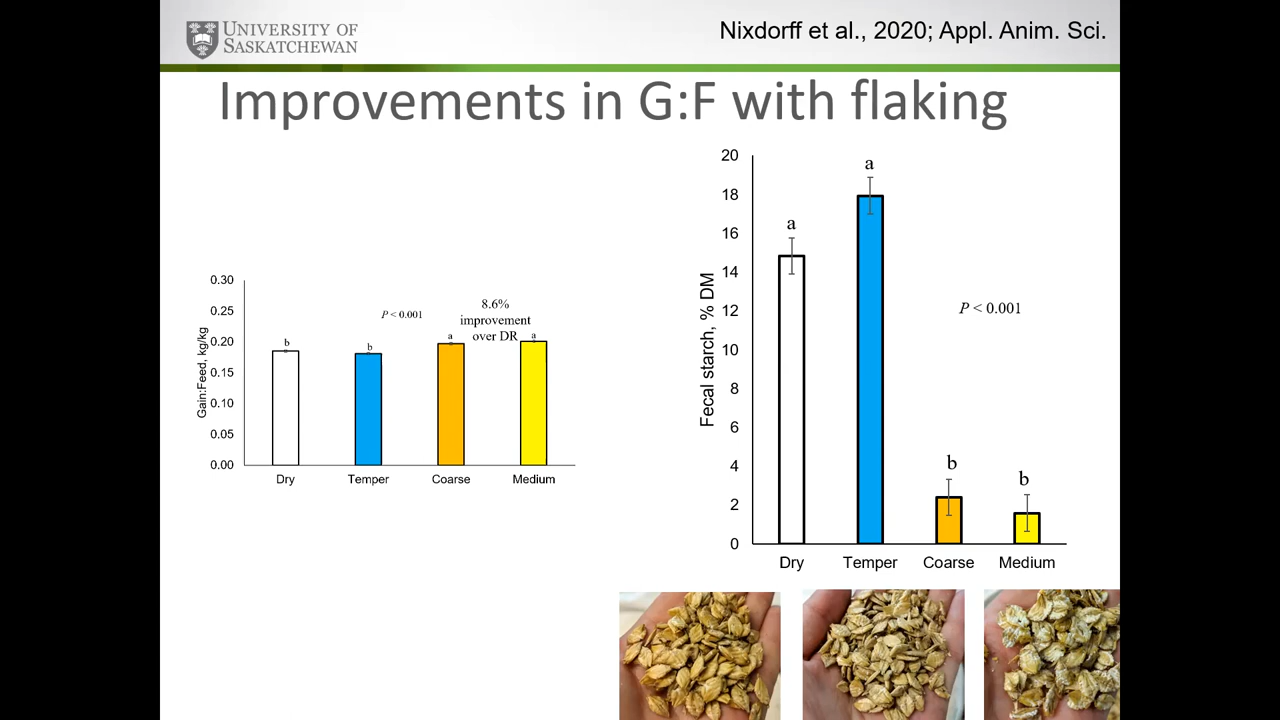 UNIVERSITY OF
SASKATCHEWAN
Nixdorff et al., 2020; Appl. Anim. Sci.
Improvements in G:F with flaking
0.30
0.25
0.20
0.15
0.10
0.05
0.00
Gain:Feed, kg/kg
P < 0.001
8.6%
improvement
over DR
b
b
a
a
Dry
Temper
Coarse
Medium
20
18
16
14
12
10
8
6
4
2
0
Fecal starch, % DM
a
a
P < 0.001
b
b
Dry
Temper
Coarse
Medium